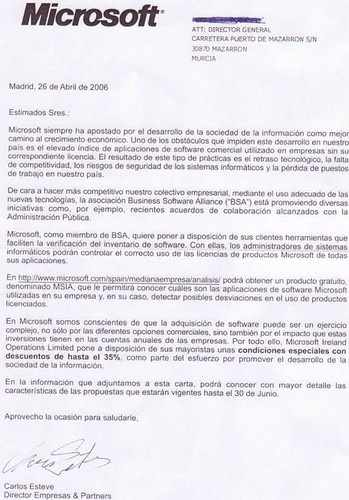 Microsoft
ATT: DIRECTOR GENERAL
CARRETERA PUERTO DE MAZARRON S/N
30870 MAZARRON
MURCIA
Madrid, 26 de Abril de 2006
Estimados Sres.:
Microsoft siempre ha apostado por el desarrollo de la sociedad de la información como mejor
camino al crecimiento económico. Uno de los obstáculos que impiden este desarrollo en nuestro
país es el elevado índice de aplicaciones de software comercial utilizado en empresas sin su
correspondiente licencia. El resultado de este tipo de prácticas es el retraso tecnológico, la falta
de competitividad, los riesgos de seguridad de los sistemas informáticos y la pérdida de puestos
de trabajo en nuestro país.
De cara a hacer más competitivo nuestro colectivo empresarial, mediante el uso adecuado de las
nuevas tecnologías, la asociación Business Software Alliance ("BSA") está promoviendo diversas
iniciativas como, por ejemplo, recientes acuerdos de colaboración alcanzados con la
Administración Pública.
Microsoft, como miembro de BSA, quiere poner a disposición de sus clientes herramientas que
faciliten la verificación del inventario de software. Con ellas, los administradores de sistemas
informáticos podrán controlar el correcto uso de las licencias de productos Microsoft de todas
sus aplicaciones.
En http://www.microsoft.com/spain/medianaempresa/analisis/ podrá obtener un producto gratuito,
denominado MSIA, que le permitirá conocer cuáles son las aplicaciones de software Microsoft
utilizadas en su empresa y, en su caso, detectar posibles desviaciones en el uso de productos
licenciados.
En Microsoft somos conscientes de que la adquisición de software puede ser un ejercicio
complejo, no sólo por las diferentes opciones comerciales, sino también por el impacto que estas
inversiones tienen en las cuentas anuales de las empresas. Por todo ello, Microsoft Ireland
Operations Limited pone a disposición de sus mayoristas unas condiciones especiales con
descuentos de hasta el 35%, como parte del esfuerzo por promover el desarrollo de la
sociedad de la información.
En la información que adjuntamos a esta carta, podrá conocer con mayor detalle las
características de las propuestas que estarán vigentes hasta el 30 de Junio.
Aprovecho la ocasión para saludarle,
Carlos Esteve
Director Empresas & Partners